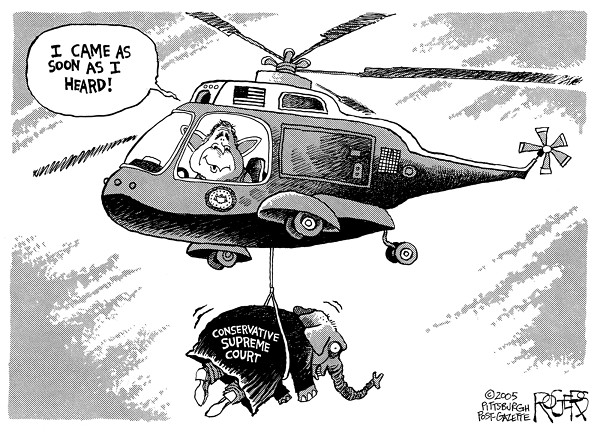 I CAME AS
SOON AS I
HEARD!
CONSERVATIVE
SUPREME
COURT
©2005
PITTSBURGH
POST-GAZETTE
ROGERS